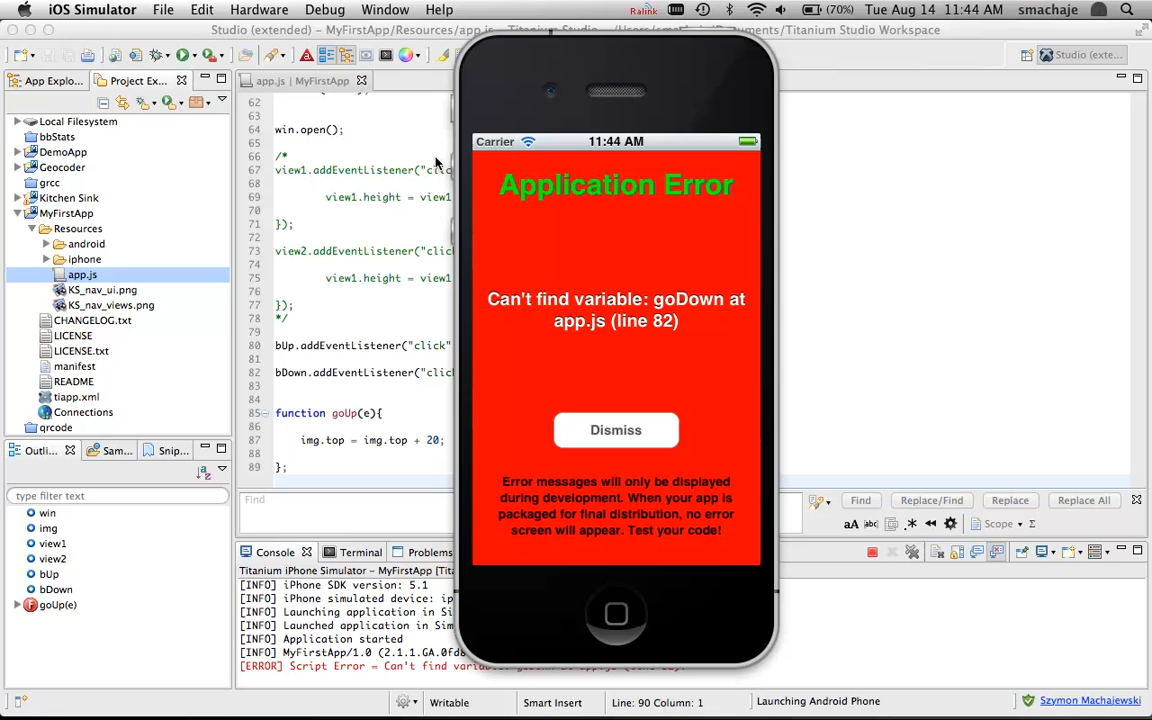 iOS Simulator File Edit Hardware Debug Window Help Ralink (70%) Tue Aug 14 11:44 AM smachaje
Studio (extended) – MyFirstApp/Resources/app.js
Titanium Studio Workspace
Studio (exte...
App Explo...
Project Ex...
app.js | MyFirstApp
Local Filesystem
bbStats
DemoApp
Geocoder
grcc
Kitchen Sink
MyFirstApp
Resources
android
iphone
app.js
KS_nav_ui.png
KS_nav_views.png
CHANGELOG.txt
LICENSE
LICENSE.txt
manifest
README
tiapp.xml
Connections
qrcode
Outli...
Sam...
Snip...
type filter text
win
img
view1
view2
bUp
bDown
goUp(e)
62
63
64 win.open();
65
66 /*
67 view1.addEventListener("clic
68
69 view1.height = view1
70
71 });
72
73 view2.addEventListener("click
74
75 view1.height = view1
76
77 });
78 */
79
80 bUp.addEventListener("click"
81
82 bDown.addEventListener("clic
83
84
85 function goUp(e){
86
87 img.top = img.top + 20;
88
89 };
Carrier 11:44 AM
Application Error
Can't find variable: goDown at
app.js (line 82)
Dismiss
Error messages will only be displayed
during development. When your app is
packaged for final distribution, no error
screen will appear. Test your code!
Find
Find Replace/Find Replace Replace All
Scope
Console
Terminal
Problems
Titanium iPhone Simulator - MyFirstApp
[INFO] iPhone SDK version: 5.1
[INFO] iPhone simulated device: ip
[INFO] Launching application in Si
[INFO] Launched application in Sim
[INFO] Application started
[INFO] MyFirstApp/1.0 (2.1.1.GA.0fd8
[ERROR] Script Error = Can't find
Writable
Smart Insert
Line: 90 Column: 1
Launching Android Phone
Szymon Machajewski